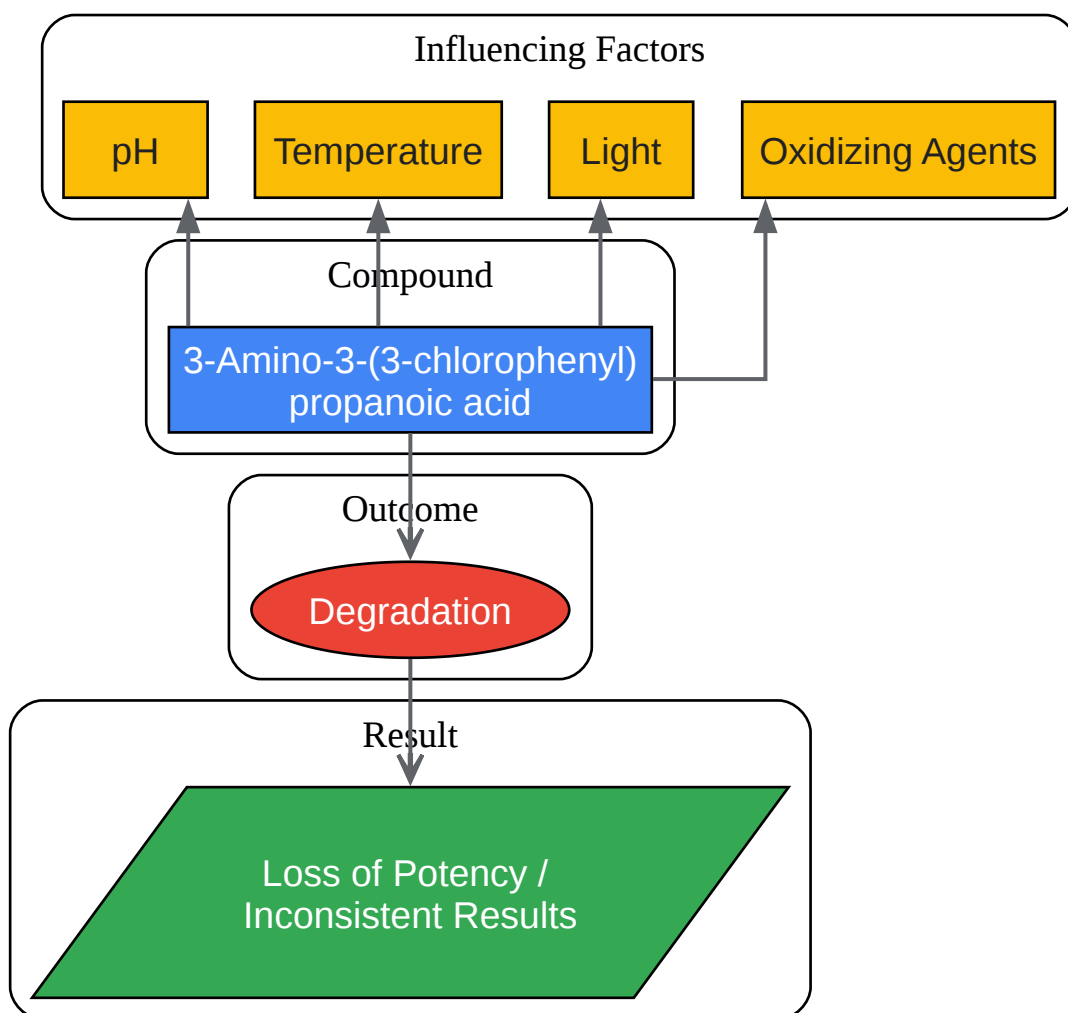 Influencing Factors
pH
Temperature
Light
Oxidizing Agents
Compound
3-Amino-3-(3-chlorophenyl)
propanoic acid
Outcome
Degradation
Result
Loss of Potency /
Inconsistent Results